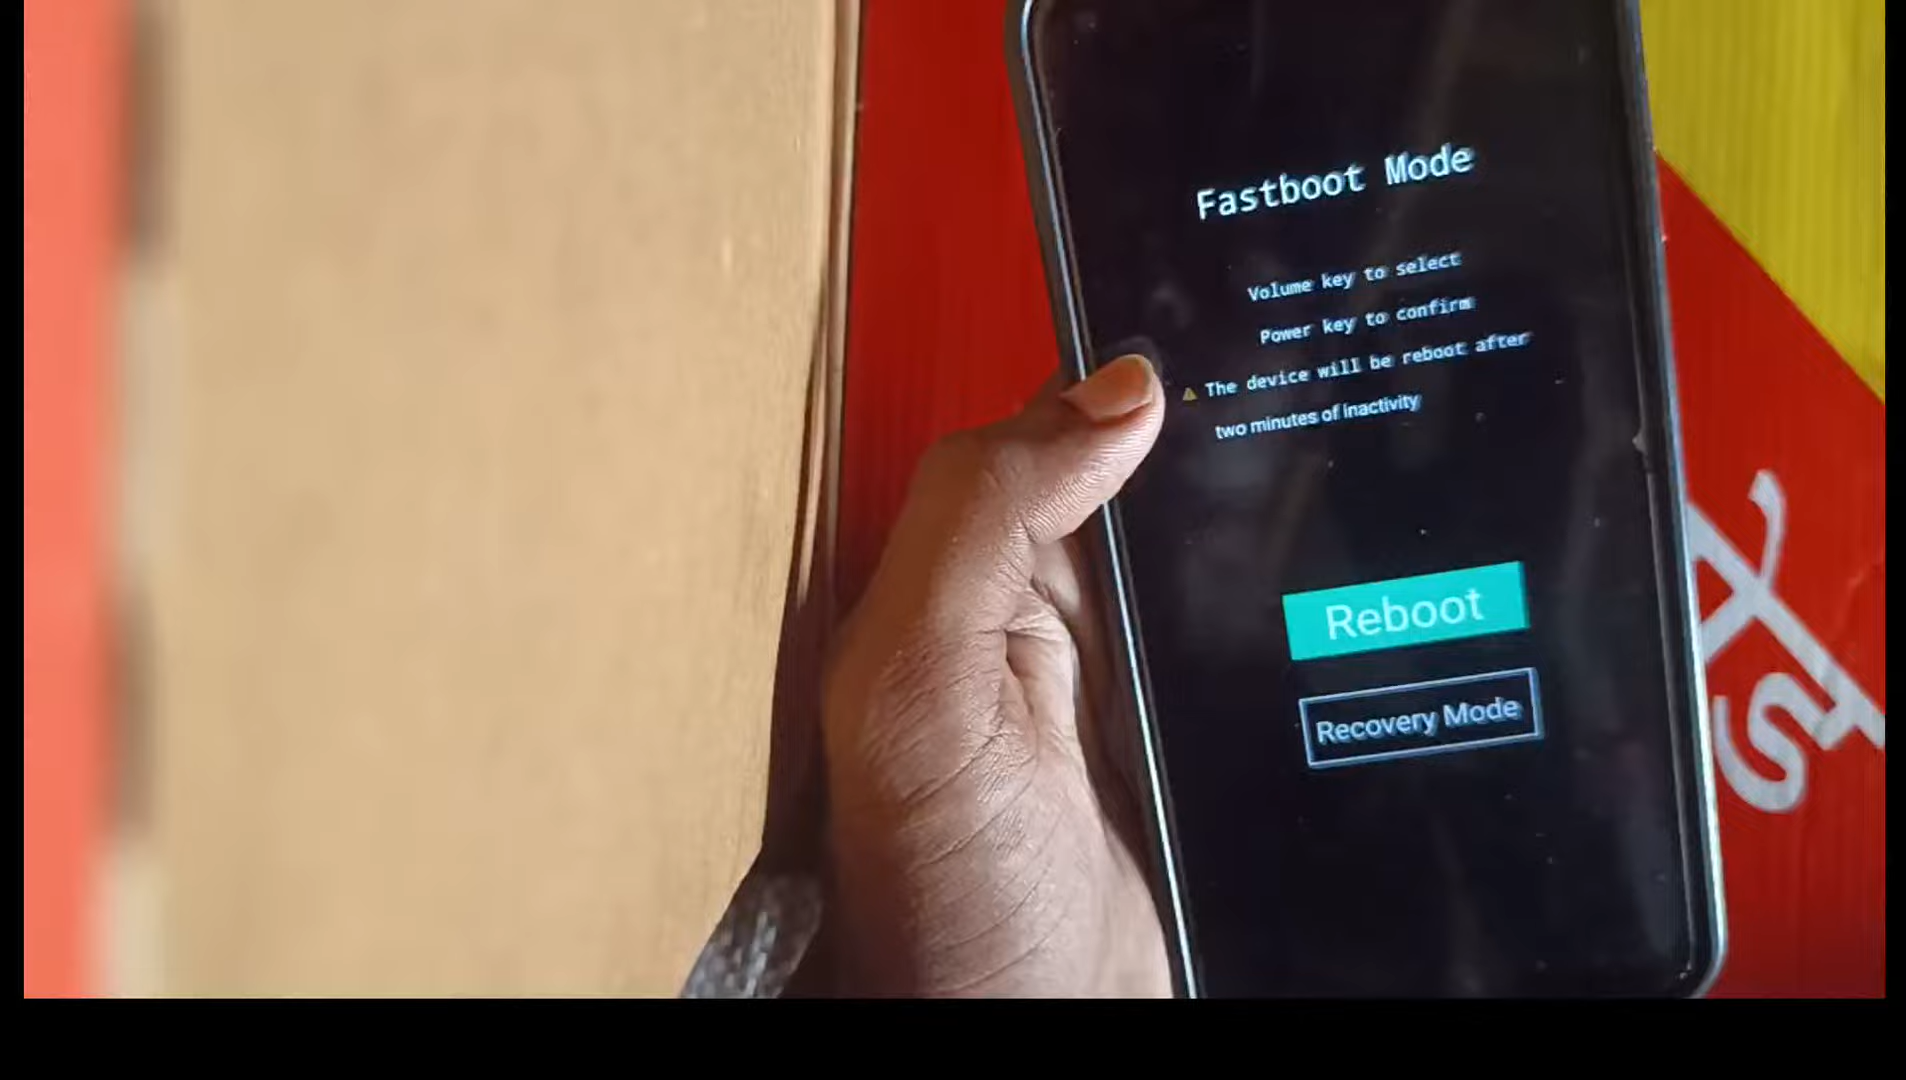 Fastboot Mode
Volume key to select
Power key to confirm
The device will be reboot after
two minutes of inactivity
Reboot
Recovery Mode